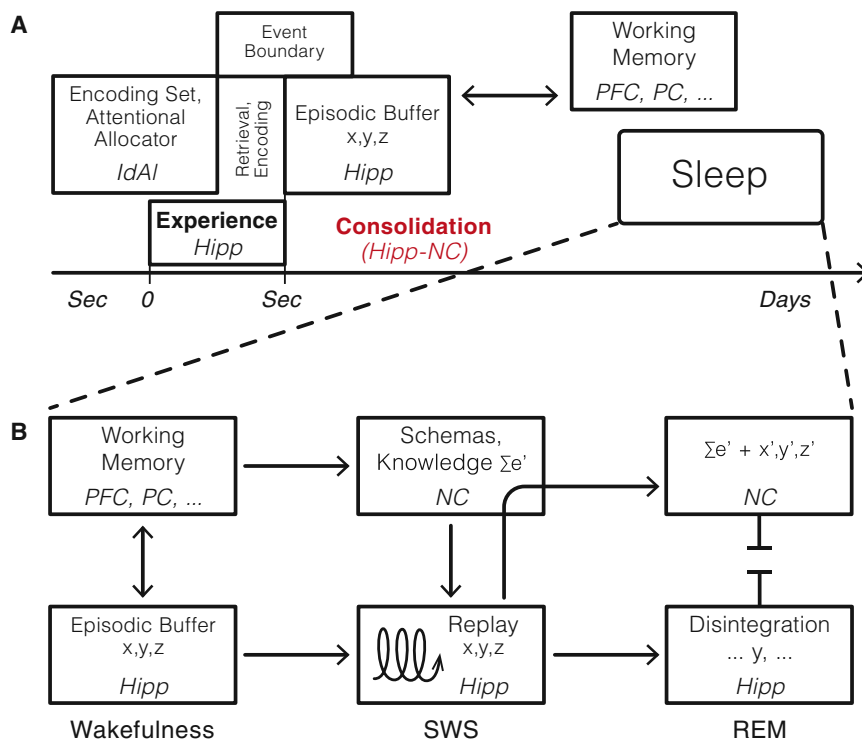 A
Event
Boundary
Encoding Set,
Attentional
Allocator
IdAI
Retrieval,
Encoding
Episodic Buffer
x,y,z
Hipp
Working
Memory
PFC, PC, ...
Sleep
Experience
Hipp
Consolidation
(Hipp-NC)
Sec 0 Sec Days
B
Working
Memory
PFC, PC, ...
Schemas,
Knowledge ∑e’
NC
∑e’ + x’,y’,z’
NC
Episodic Buffer
x,y,z
Hipp
Replay
x,y,z
Hipp
Disintegration
... y, ...
Hipp
Wakefulness SWS REM